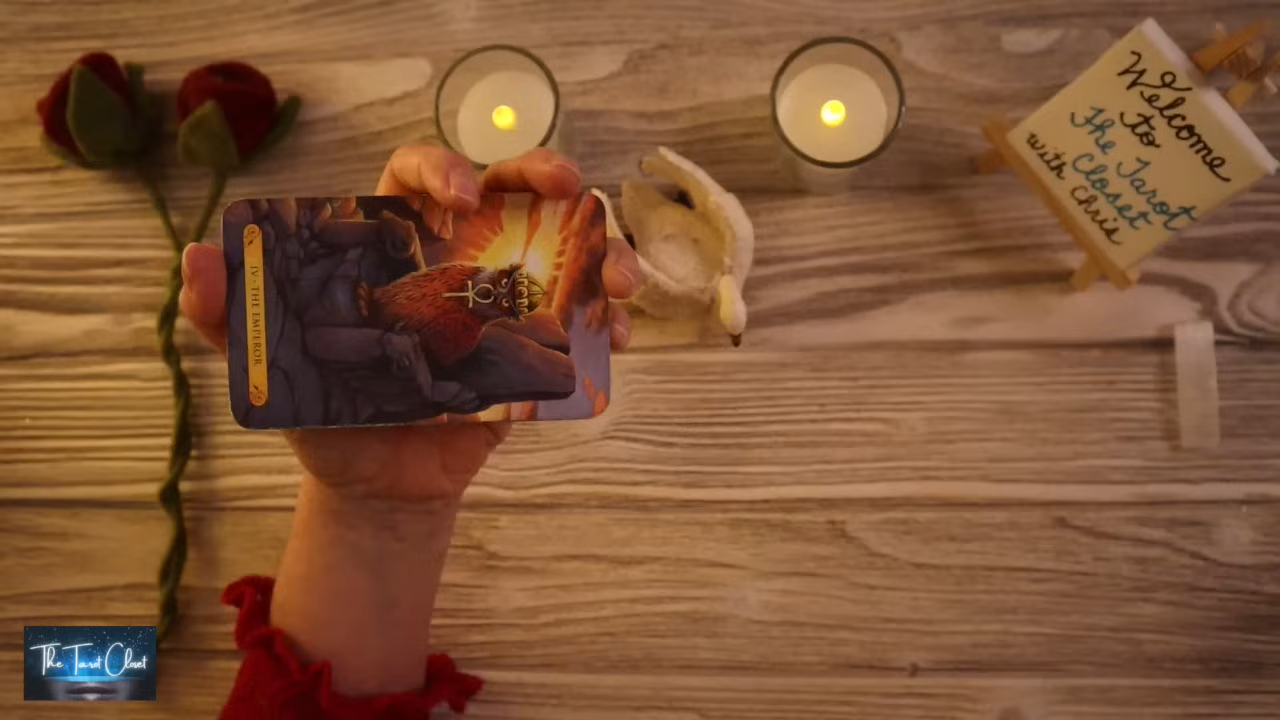 Welcome
to
The Tarot
Closet
with Chris
IV - THE EMPEROR
The Tarot Closet